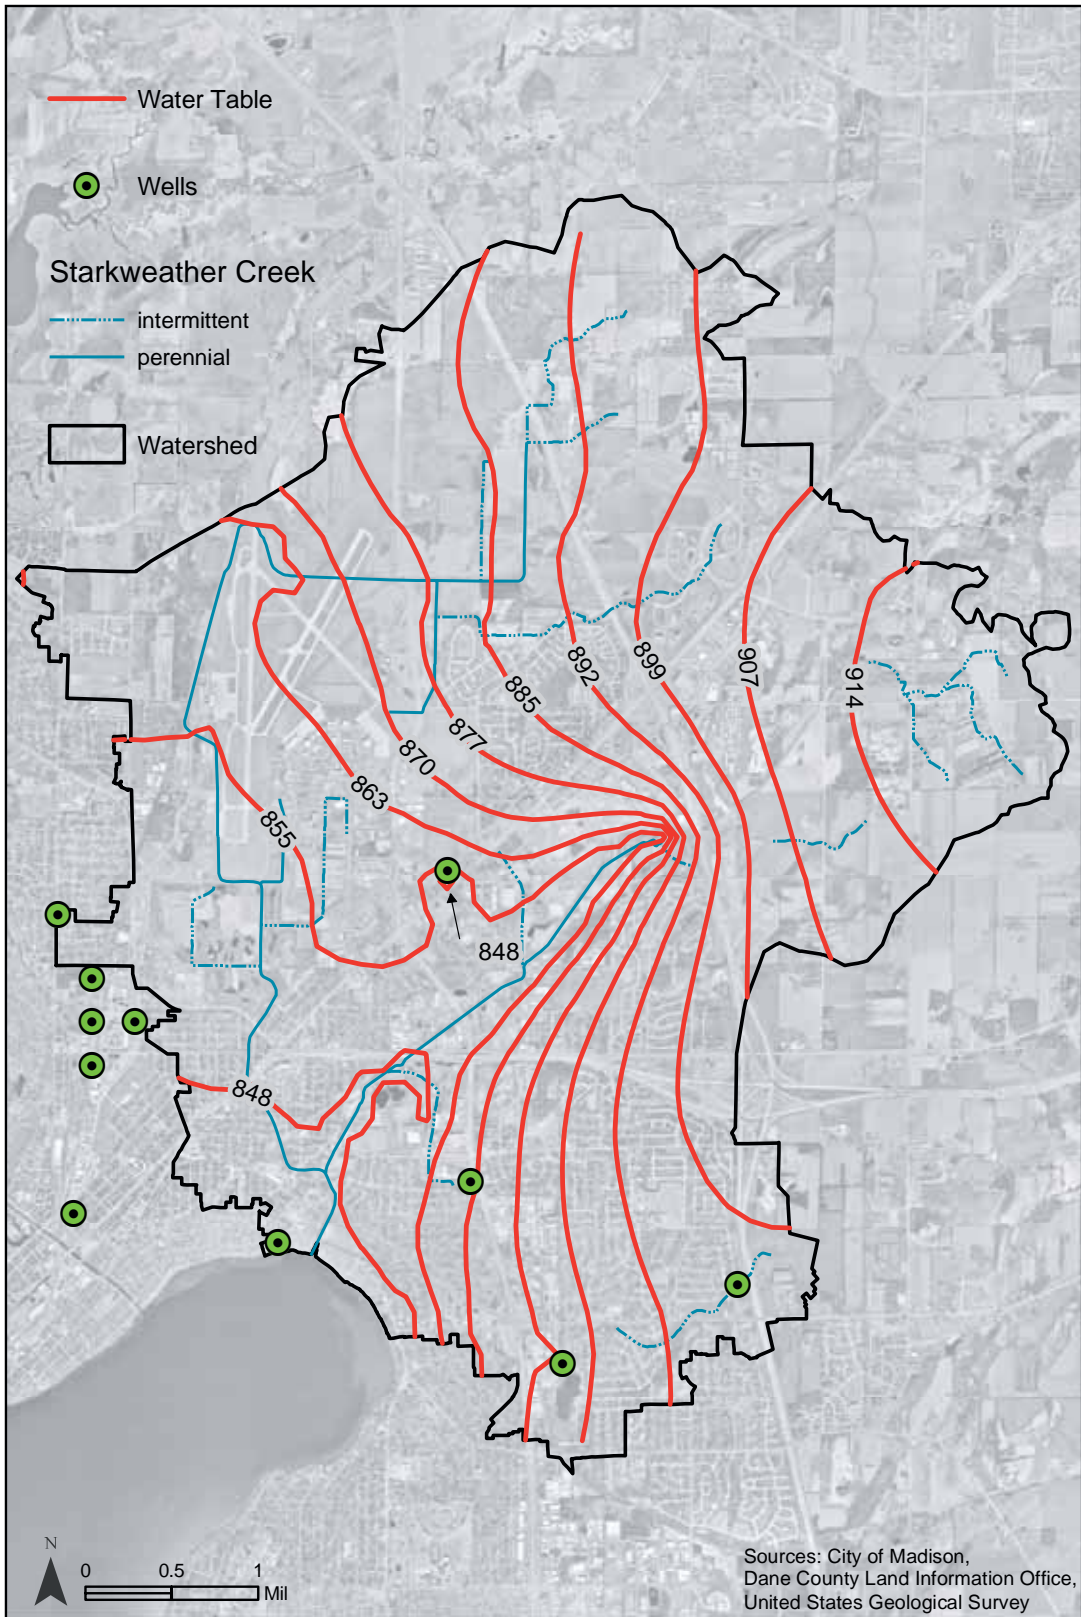 Water Table
Wells
Starkweather Creek
intermittent
perennial
Watershed
914
907
899
892
885
877
870
863
855
848
848
N
0 0.5 1
Mil
Sources: City of Madison,
Dane County Land Information Office,
United States Geological Survey